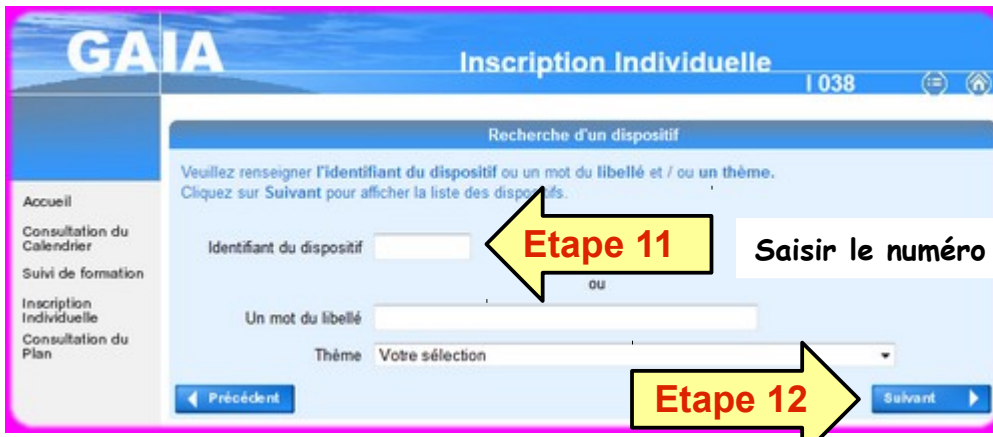 GAIA
Inscription Individuelle
I 038
Recherche d'un dispositif
Veuillez renseigner l'identifiant du dispositif ou un mot du libellé et / ou un thème.
Cliquez sur Suivant pour afficher la liste des dispositifs.
Accueil
Consultation du
Calendrier
Suivi de formation
Inscription
Individuelle
Consultation du
Plan
Identifiant du dispositif
Etape 11
Saisir le numéro
ou
Un mot du libellé
Thème Votre sélection
Précédent
Etape 12
Suivant